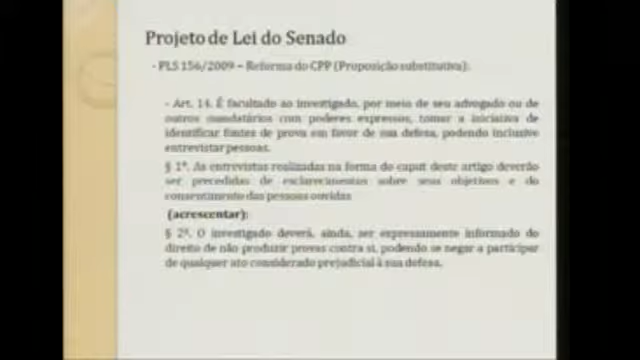 Projeto de Lei do Senado
- PLS 156/2009 – Reforma do CPP (Proposição substitutiva):
- Art. 14. É facultado ao investigado, por meio de seu advogado ou de
outros mandatários com poderes expressos, tomar a iniciativa de
identificar fontes de prova em favor de sua defesa, podendo inclusive
entrevistar pessoas.
§ 1º. As entrevistas realizadas na forma do caput deste artigo deverão
ser precedidas de esclarecimentos sobre seus objetivos e do
consentimento das pessoas ouvidas
(acrescentar):
§ 2º. O investigado deverá, ainda, ser expressamente informado do
direito de não produzir provas contra si, podendo se negar a participar
de qualquer ato considerado prejudicial à sua defesa.